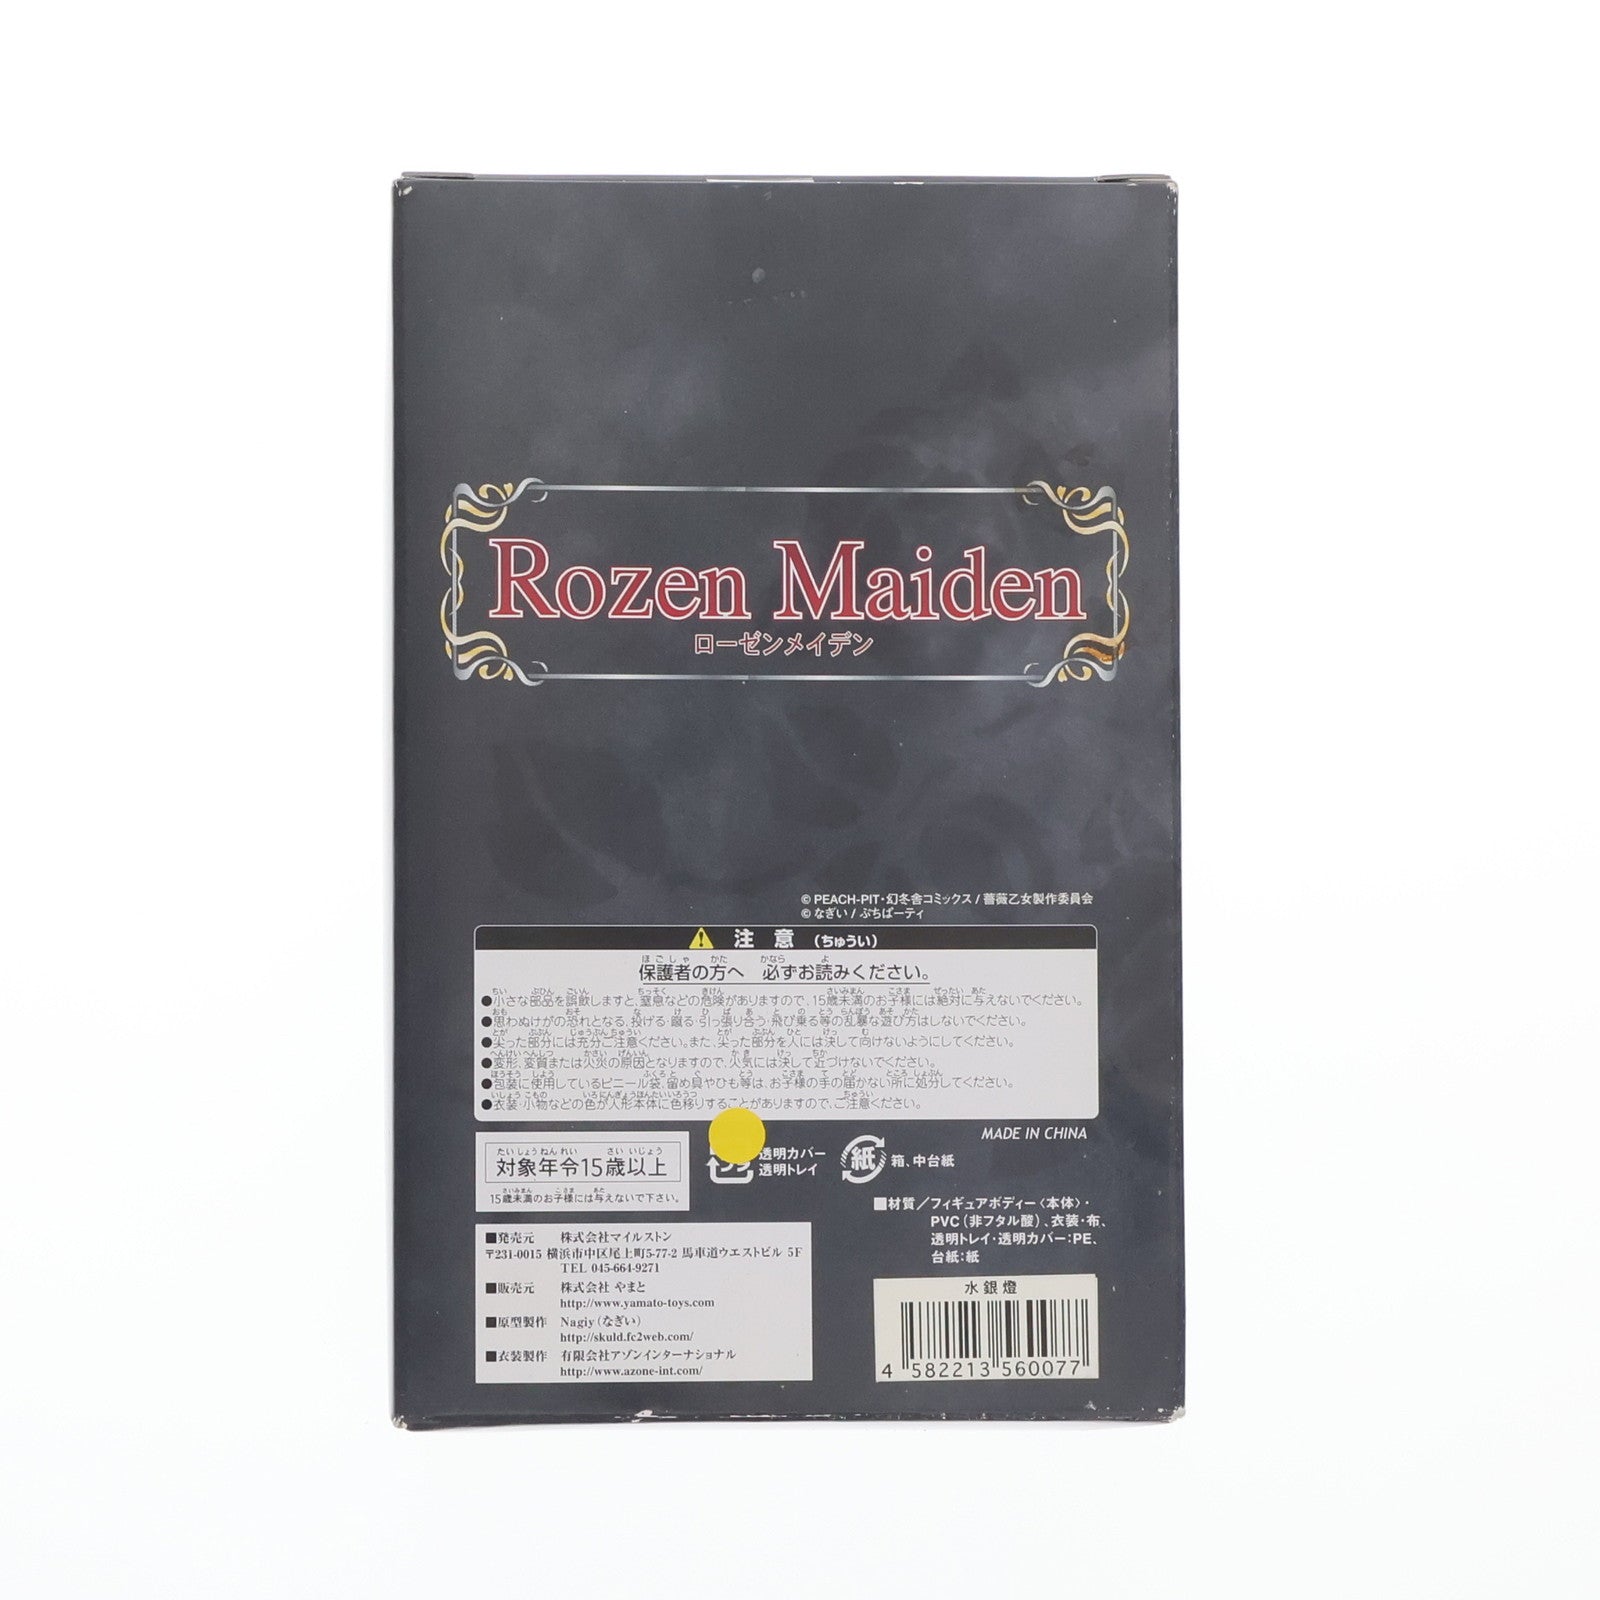 Rozen Maiden
ローゼンメイデン
© PEACH-PIT・幻冬舎コミックス / 薔薇乙女製作委員会
© なぎい / ぷちぱーてぃ
注 意 (ちゅうい)
保護者の方へ 必ずお読みください。
●小さな部品を誤飲しますと、窒息などの危険がありますので、15歳未満のお子様には絶対に与えないでください。
●思わぬけがの恐れとなる、投げる・蹴る・引っ張り合う・飛び乗る等の乱暴な遊び方はしないでください。
●尖った部分には充分ご注意ください。また、尖った部分を人には決して向けないようにしてください。
●変形、変質または火災の原因となりますので、火気には決して近づけないでください。
●包装に使用しているビニール袋、留め具やひも等は、お子様の手の届かない所に処分してください。
●衣装・小物などの色が人形本体に色移りすることがありますので、ご注意ください。
MADE IN CHINA
たいしょうねんれい さいいじょう
対象年令15歳以上
15歳未満のお子様には与えないで下さい。
透明カバー
透明トレイ
紙 箱、中台紙
■材質／フィギュアボディー〈本体〉・
PVC(非フタル酸)、衣装・布、
透明トレイ・透明カバー:PE、
台紙:紙
■発売元 株式会社マイルストン
〒231-0015 横浜市中区尾上町5-77-2 馬車道ウエストビル 5F
TEL 045-664-9271
■販売元 株式会社 やまと
http://www.yamato-toys.com
■原型製作 Nagiy(なぎい)
http://skuld.fc2web.com/
■衣装製作 有限会社アゾンインターナショナル
http://www.azone-int.com/
水銀燈
4 582213 560077